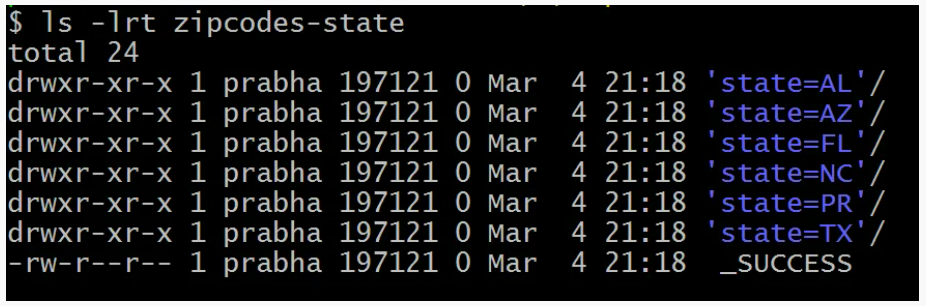 $ ls -lrt zipcodes-state
total 24
drwxr-xr-x 1 prabha 197121 0 Mar  4 21:18 'state=AL'/
drwxr-xr-x 1 prabha 197121 0 Mar  4 21:18 'state=AZ'/
drwxr-xr-x 1 prabha 197121 0 Mar  4 21:18 'state=FL'/
drwxr-xr-x 1 prabha 197121 0 Mar  4 21:18 'state=NC'/
drwxr-xr-x 1 prabha 197121 0 Mar  4 21:18 'state=PR'/
drwxr-xr-x 1 prabha 197121 0 Mar  4 21:18 'state=TX'/
-rw-r--r-- 1 prabha 197121 0 Mar  4 21:18  _SUCCESS